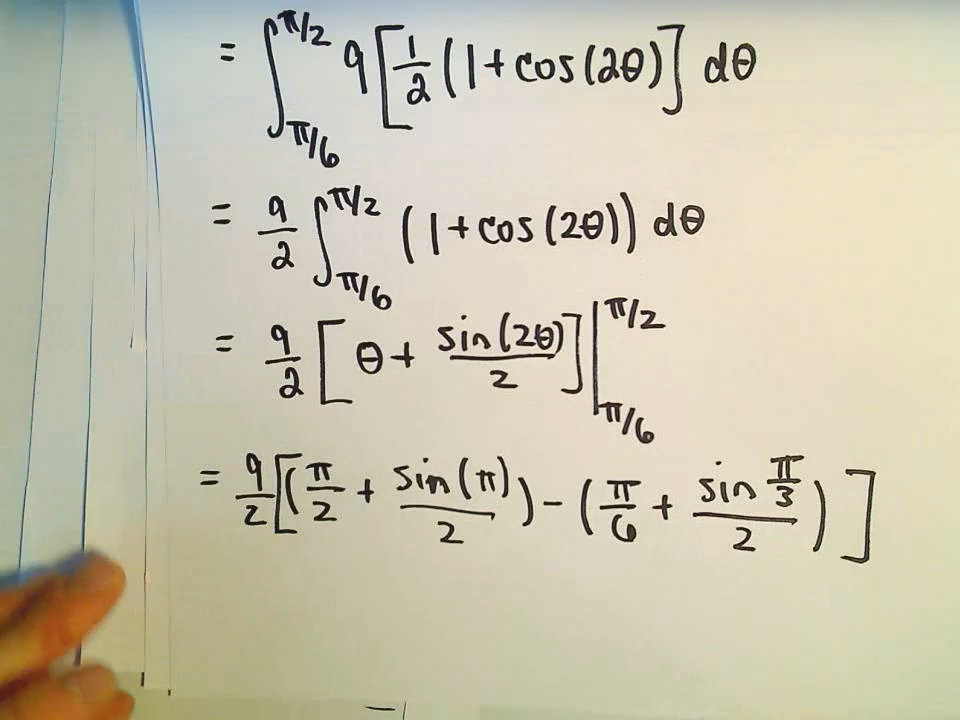 = ∫_{π/6}^{π/2} 9[1/2 (1+cos(2θ)] dθ
= 9/2 ∫_{π/6}^{π/2} (1+cos(2θ)) dθ
= 9/2 [θ + sin(2θ)/2] |_{π/6}^{π/2}
= 9/2 [(π/2 + sin(π)/2) - (π/6 + sin π/3 / 2)]